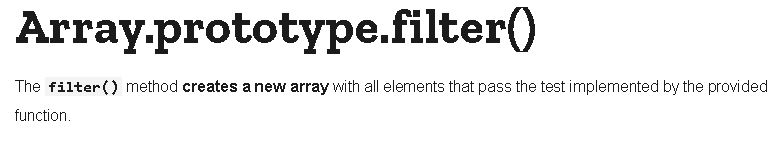 Array.prototype.filter()
The filter() method creates a new array with all elements that pass the test implemented by the provided
function.